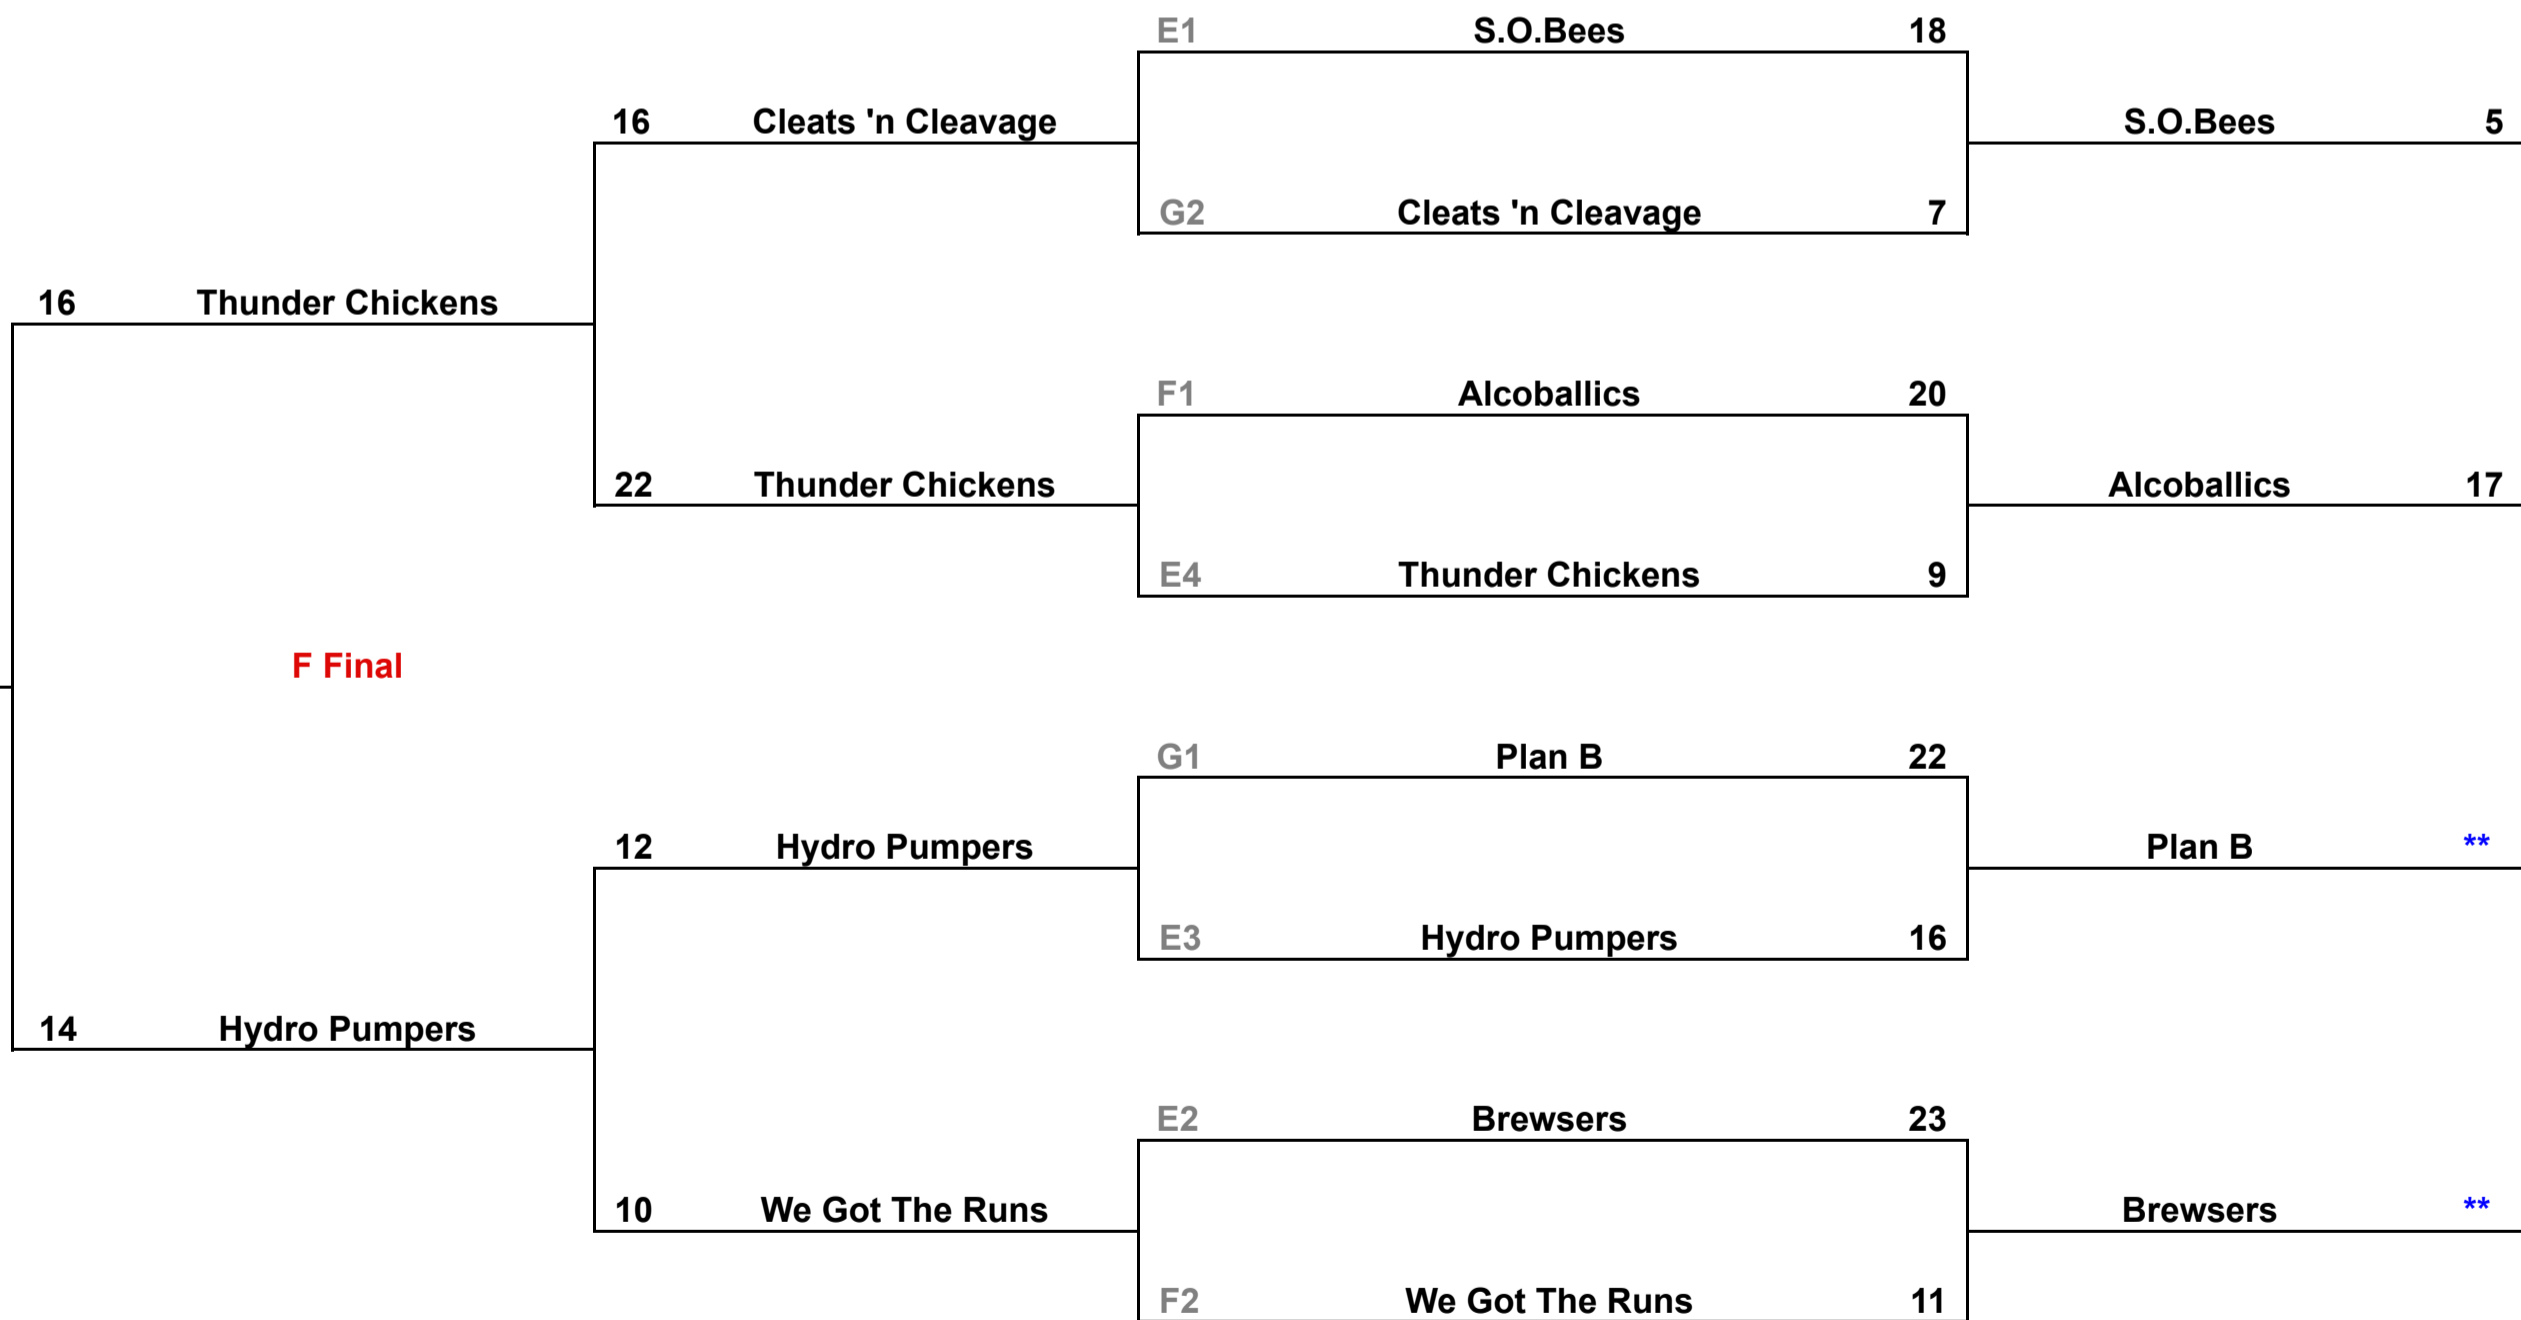 E1 S.O.Bees 18
16 Cleats 'n Cleavage S.O.Bees 5
G2 Cleats 'n Cleavage 7
16 Thunder Chickens
F1 Alcoballics 20
22 Thunder Chickens Alcoballics 17
E4 Thunder Chickens 9
F Final
G1 Plan B 22
12 Hydro Pumpers Plan B **
E3 Hydro Pumpers 16
14 Hydro Pumpers
E2 Brewsers 23
10 We Got The Runs Brewsers **
F2 We Got The Runs 11